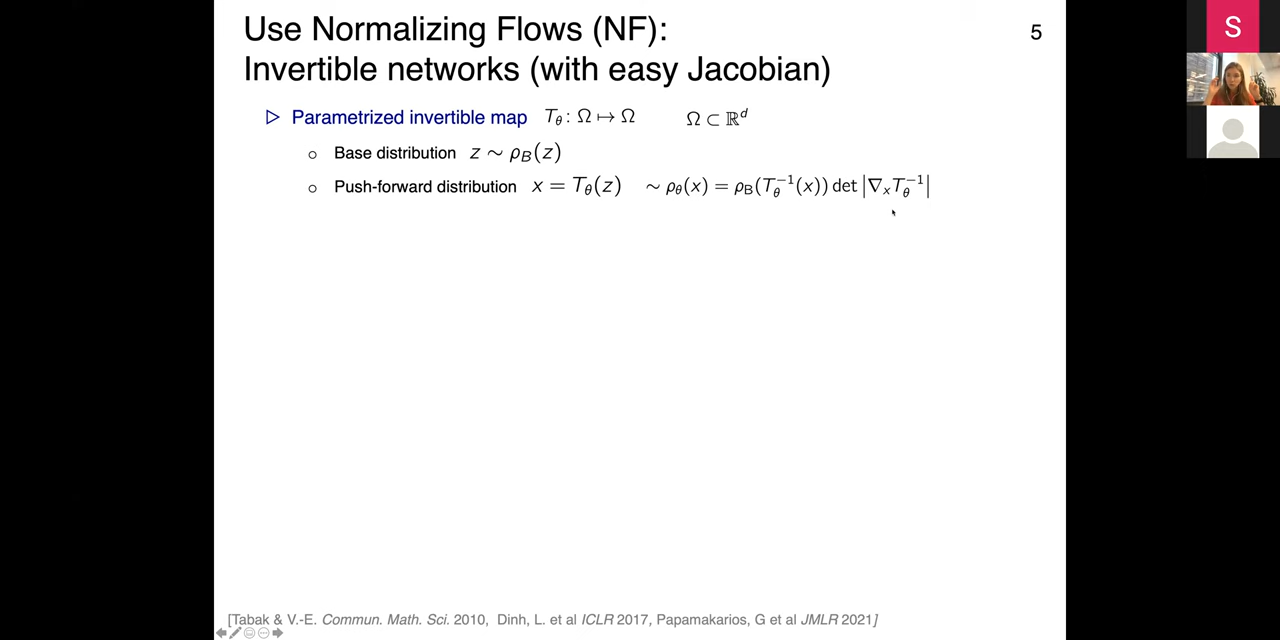 Use Normalizing Flows (NF):
Invertible networks (with easy Jacobian)
5
▷ Parametrized invertible map T_θ : Ω ↦ Ω Ω ⊂ ℝ^d
○ Base distribution z ∼ ρ_B(z)
○ Push-forward distribution x = T_θ(z) ∼ ρ_θ(x) = ρ_B(T_θ^{-1}(x)) det |∇_x T_θ^{-1}|
[Tabak & V.-E. Commun. Math. Sci. 2010, Dinh, L. et al ICLR 2017, Papamakarios, G et al JMLR 2021]
S